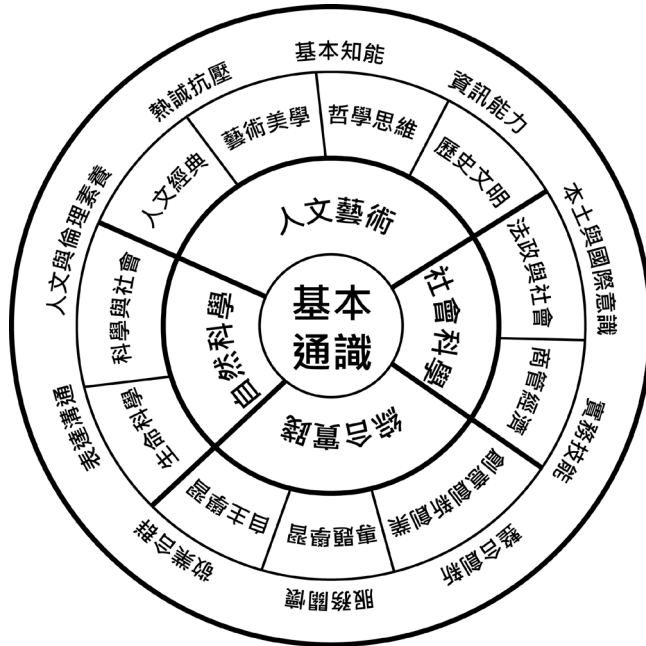 基本知能
資訊能力
本土與國際意識
實務技能
整合創新
服務關懷
敬業合群
表達溝通
人文與倫理素養
熱誠抗壓
人文經典
藝術美學
哲學思維
歷史文明
法政與社會
商管經濟
創意創新創業
專題學習
自主學習
生命科學
科學與社會
人文藝術
社會科學
綜合實踐
自然科學
基本
通識